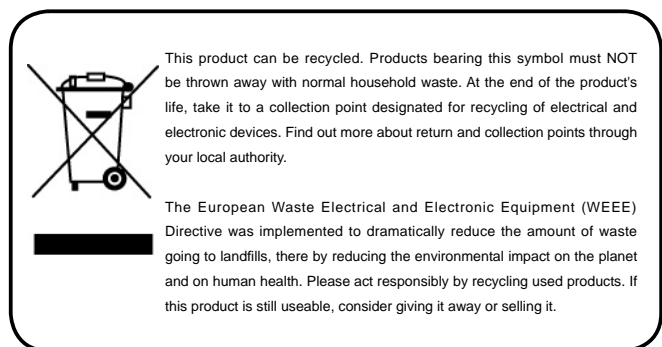 This product can be recycled. Products bearing this symbol must NOT
be thrown away with normal household waste. At the end of the product's
life, take it to a collection point designated for recycling of electrical and
electronic devices. Find out more about return and collection points through
your local authority.
The European Waste Electrical and Electronic Equipment (WEEE)
Directive was implemented to dramatically reduce the amount of waste
going to landfills, there by reducing the environmental impact on the planet
and on human health. Please act responsibly by recycling used products. If
this product is still useable, consider giving it away or selling it.